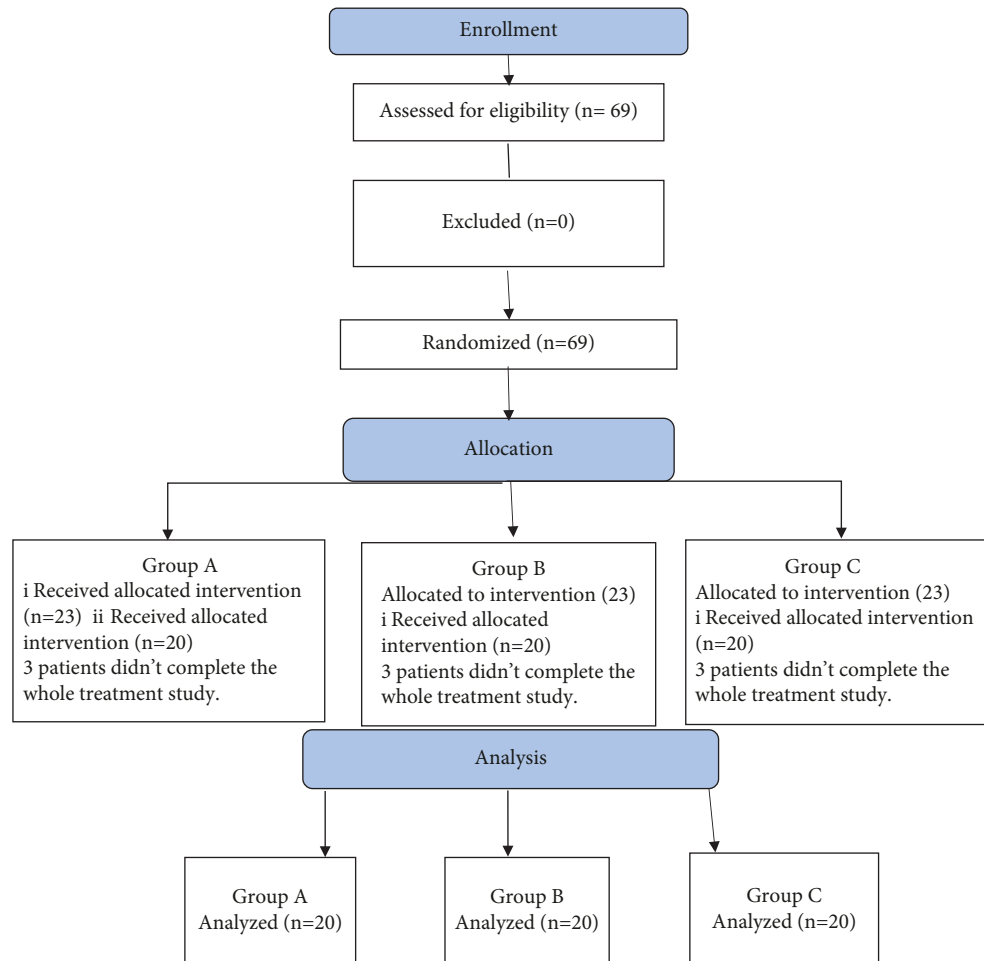 Enrollment
Assessed for eligibility (n= 69)
Excluded (n=0)
Randomized (n=69)
Allocation
Group A
i Received allocated intervention
(n=23)  ii Received allocated
intervention (n=20)
3 patients didn't complete the
whole treatment study.
Group B
Allocated to intervention (23)
i Received allocated
intervention (n=20)
3 patients didn't complete the
whole treatment study.
Group C
Allocated to intervention (23)
i Received allocated intervention
(n=20)
3 patients didn't complete the
whole treatment study.
Analysis
Group A
Analyzed (n=20)
Group B
Analyzed (n=20)
Group C
Analyzed (n=20)